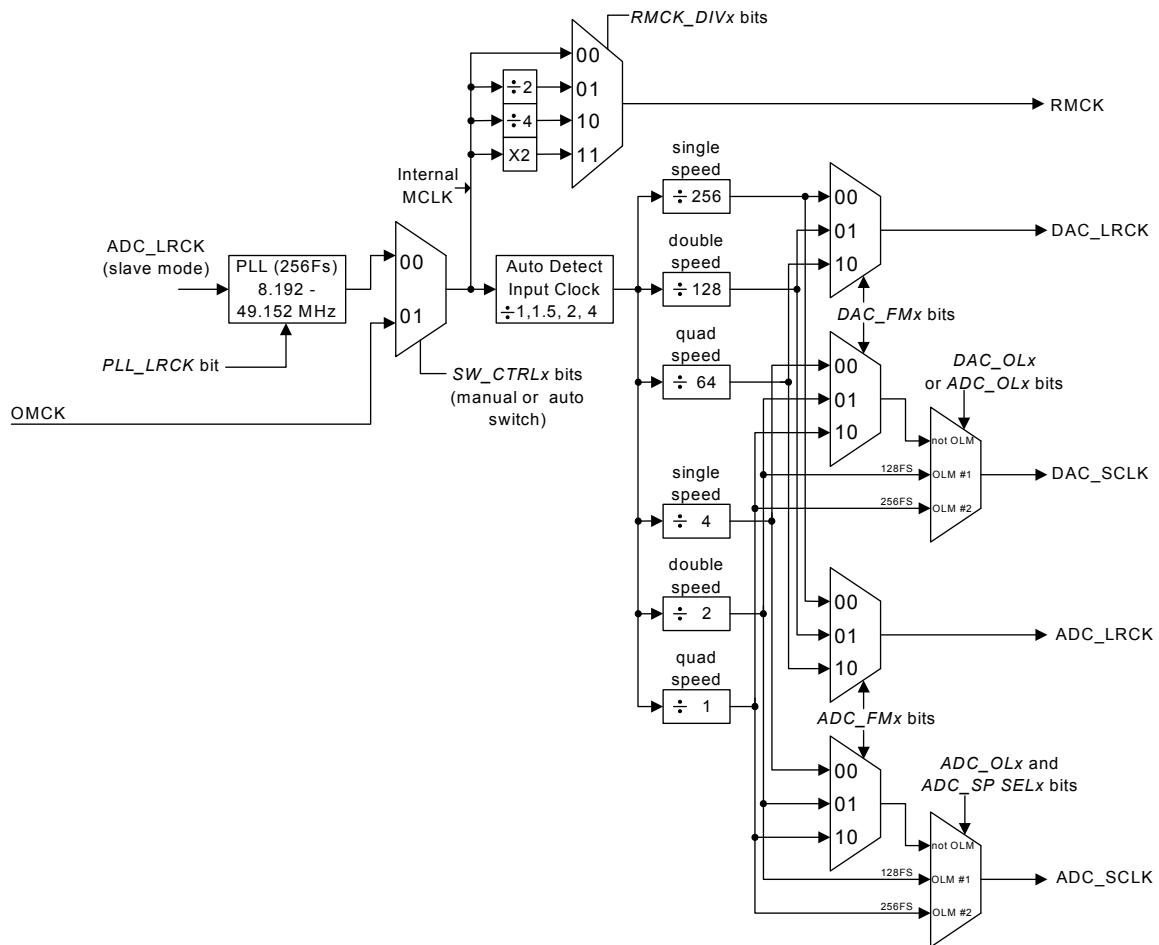 RMCK_DIVx bits
00
÷2
01
÷4
10
X2
11
RMCK
Internal
MCLK
ADC_LRCK
(slave mode)
PLL (256Fs)
8.192 -
49.152 MHz
PLL_LRCK bit
OMCK
00
01
SW_CTRLx bits
(manual or auto
switch)
Auto Detect
Input Clock
÷1,1.5, 2, 4
single
speed
÷ 256
double
speed
÷ 128
quad
speed
÷ 64
single
speed
÷ 4
double
speed
÷ 2
quad
speed
÷ 1
00
01
10
DAC_LRCK
DAC_FMx bits
00
01
10
DAC_OLx
or ADC_OLx bits
not OLM
128FS
OLM #1
256FS
OLM #2
DAC_SCLK
00
01
10
ADC_LRCK
ADC_FMx bits
00
01
10
ADC_OLx and
ADC_SP SELx bits
not OLM
128FS
OLM #1
256FS
OLM #2
ADC_SCLK